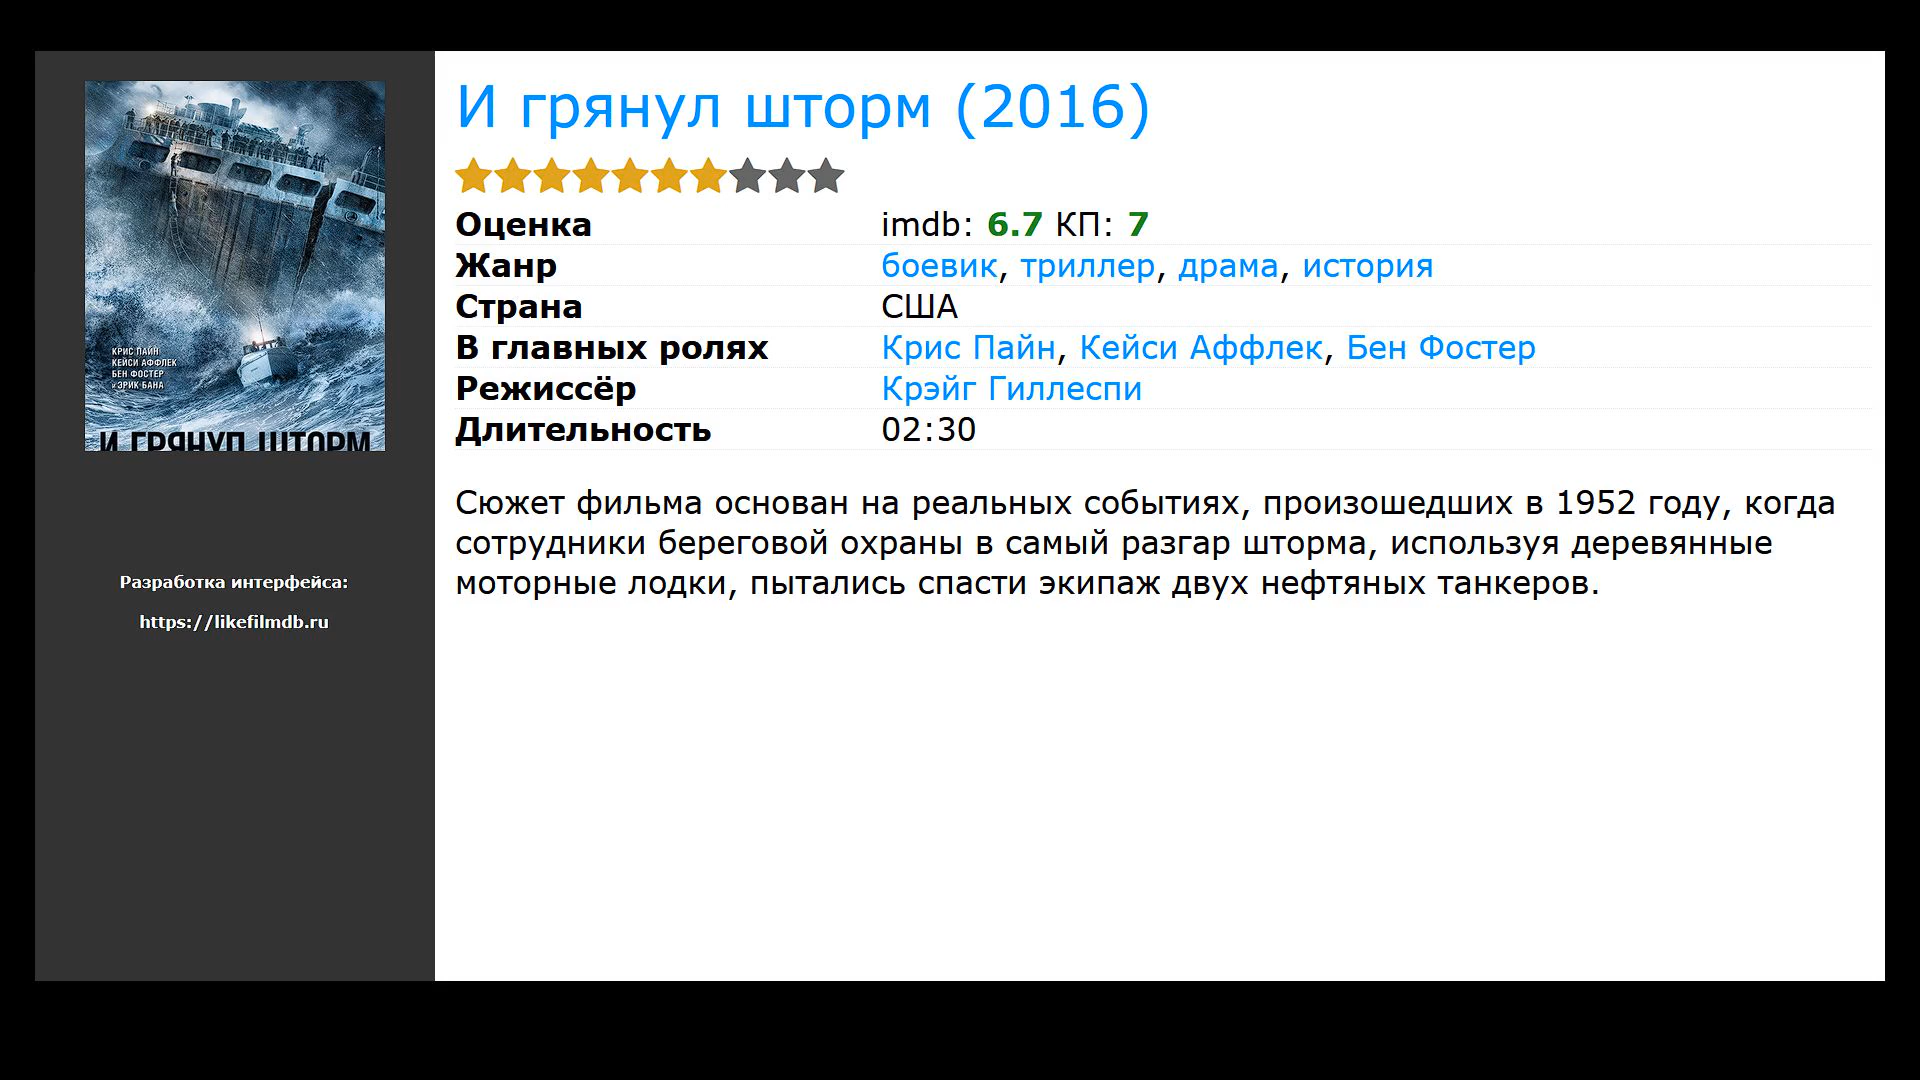 КРИС ПАЙН
КЕЙСИ АФФЛЕК
БЕН ФОСТЕР
и ЭРИК БАНА
И ГРЯНУЛ ШТОРМ
Разработка интерфейса:
https://likefilmdb.ru
И грянул шторм (2016)
Оценка imdb: 6.7 КП: 7
Жанр боевик, триллер, драма, история
Страна США
В главных ролях Крис Пайн, Кейси Аффлек, Бен Фостер
Режиссёр Крэйг Гиллеспи
Длительность 02:30
Сюжет фильма основан на реальных событиях, произошедших в 1952 году, когда
сотрудники береговой охраны в самый разгар шторма, используя деревянные
моторные лодки, пытались спасти экипаж двух нефтяных танкеров.